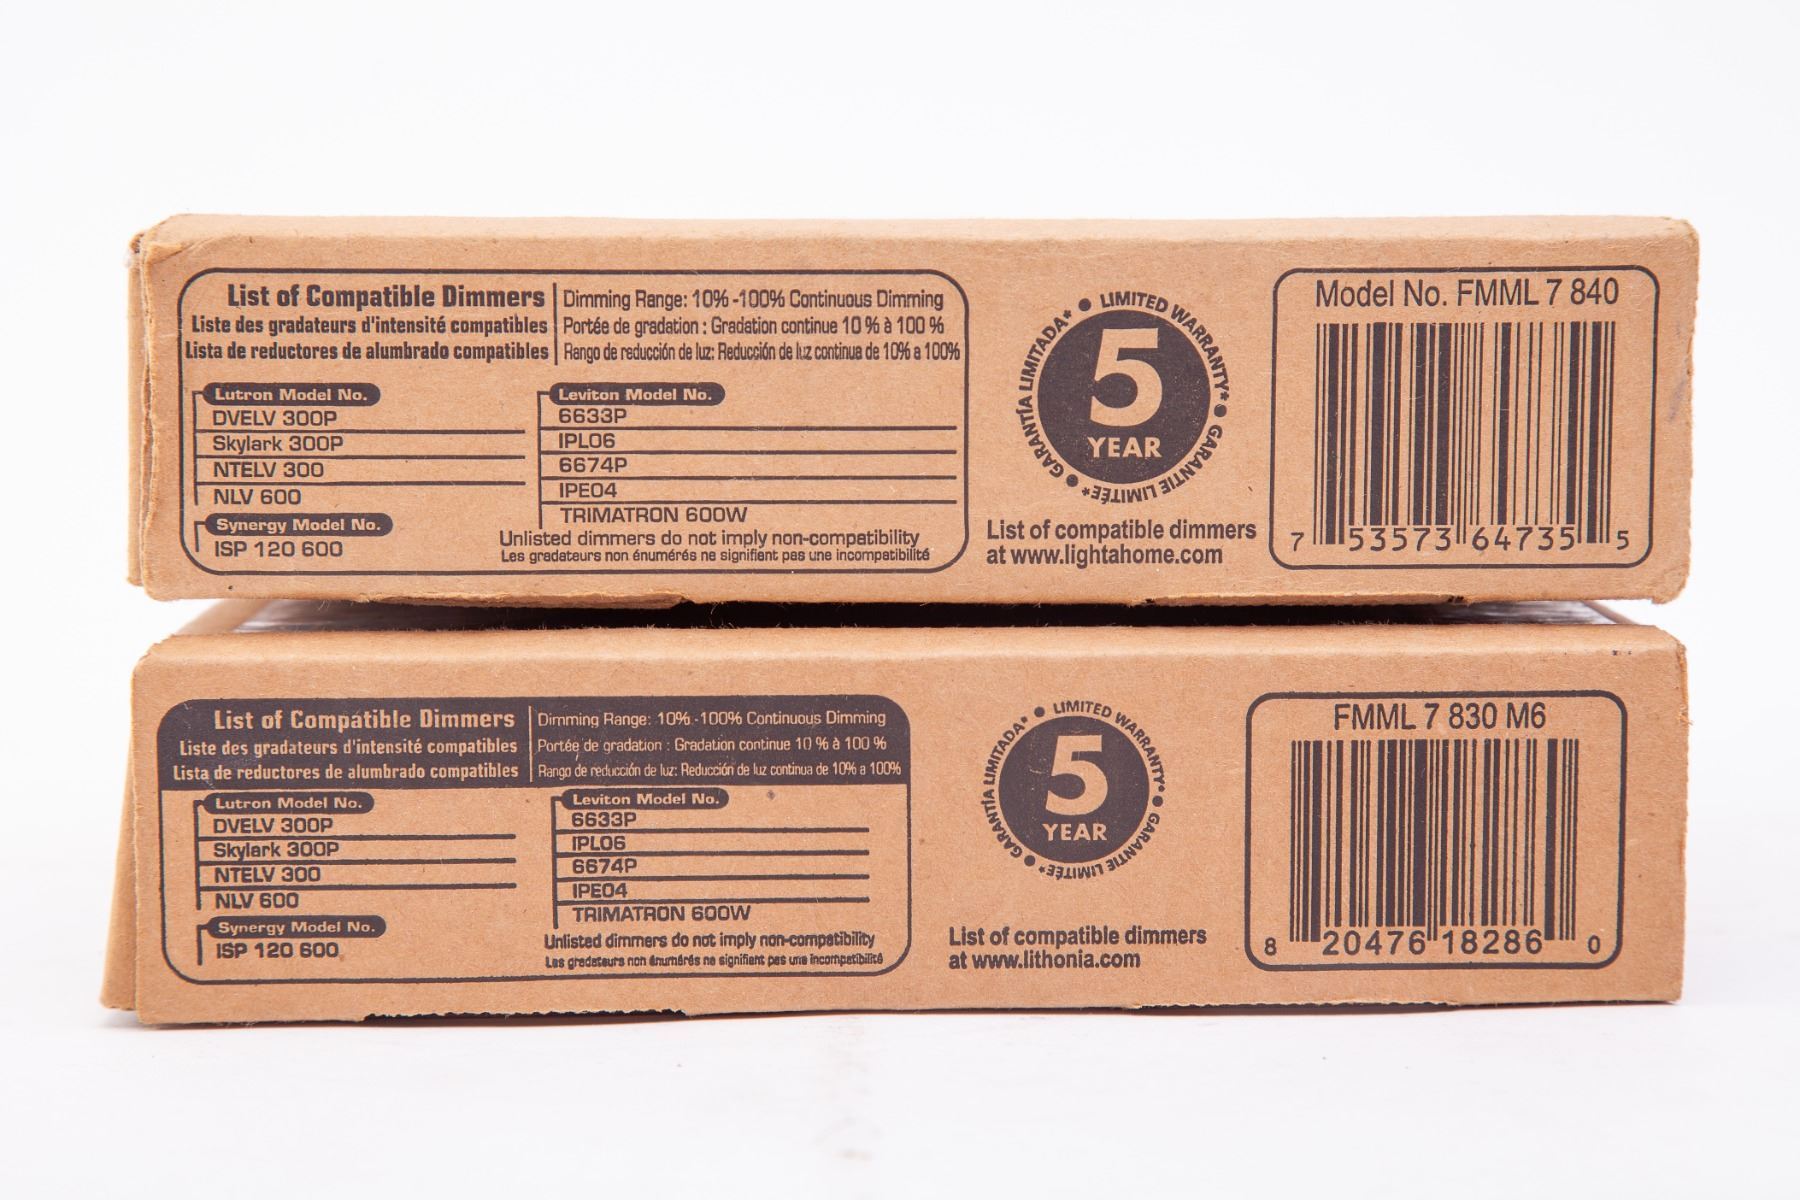 List of Compatible Dimmers
Liste des gradateurs d'intensité compatibles
Lista de reductores de alumbrado compatibles
Dimming Range: 10% -100% Continuous Dimming
Portée de gradation : Gradation continue 10 % à 100 %
Rango de reducción de luz: Reducción de luz continua de 10% a 100%
Lutron Model No.
DVELV 300P
Skylark 300P
NTELV 300
NLV 600
Synergy Model No.
ISP 120 600
Leviton Model No.
6633P
IPL06
6674P
IPE04
TRIMATRON 600W
Unlisted dimmers do not imply non-compatibility
Les gradateurs non énumérés ne signifient pas une incompatibilité
LIMITED WARRANTY* GARANTIE LIMITÉE* GARANTÍA LIMITADA*
5
YEAR
List of compatible dimmers
at www.lightahome.com
Model No. FMML 7 840
7 53573 64735 5
List of Compatible Dimmers
Liste des gradateurs d'intensité compatibles
Lista de reductores de alumbrado compatibles
Dimming Range: 10% -100% Continuous Dimming
Portée de gradation : Gradation continue 10 % à 100 %
Rango de reducción de luz: Reducción de luz continua de 10% a 100%
Lutron Model No.
DVELV 300P
Skylark 300P
NTELV 300
NLV 600
Synergy Model No.
ISP 120 600
Leviton Model No.
6633P
IPL06
6674P
IPE04
TRIMATRON 600W
Unlisted dimmers do not imply non-compatibility
Les gradateurs non énumérés ne signifient pas une incompatibilité
LIMITED WARRANTY* GARANTIE LIMITÉE* GARANTÍA LIMITADA*
5
YEAR
List of compatible dimmers
at www.lithonia.com
FMML 7 830 M6
8 20476 18286 0